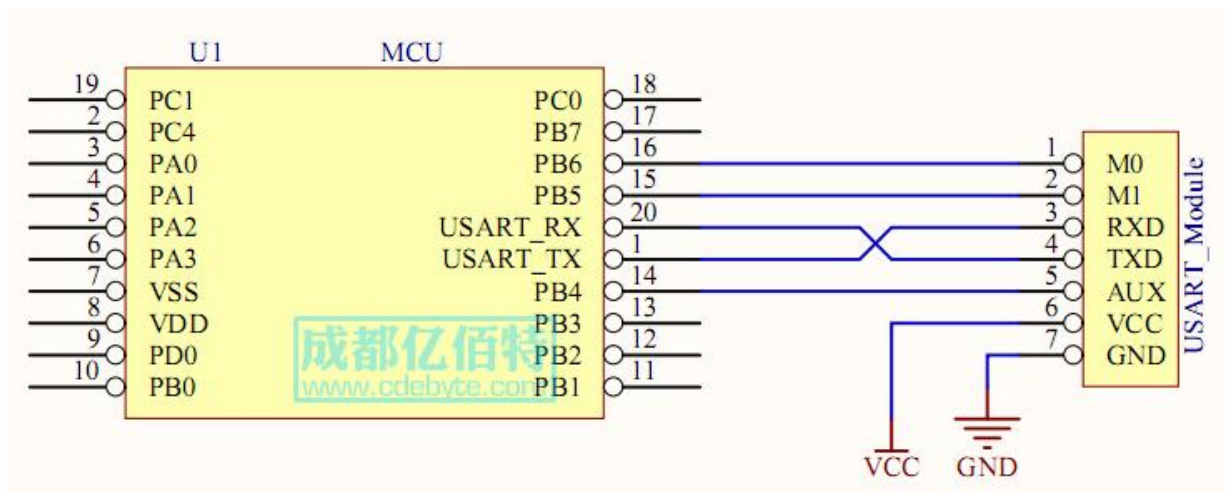 U1 MCU
19 PC1 PC0 18
2 PC4 PB7 17
3 PA0 PB6 16 1 M0
4 PA1 PB5 15 2 M1
5 PA2 USART_RX 20 3 RXD
6 PA3 USART_TX 1 4 TXD
7 VSS PB4 14 5 AUX
8 VDD PB3 13 6 VCC
9 PD0 PB2 12 7 GND
10 PB0 PB1 11
USART_Module
成都亿佰特
www.cdebyte.com
VCC GND